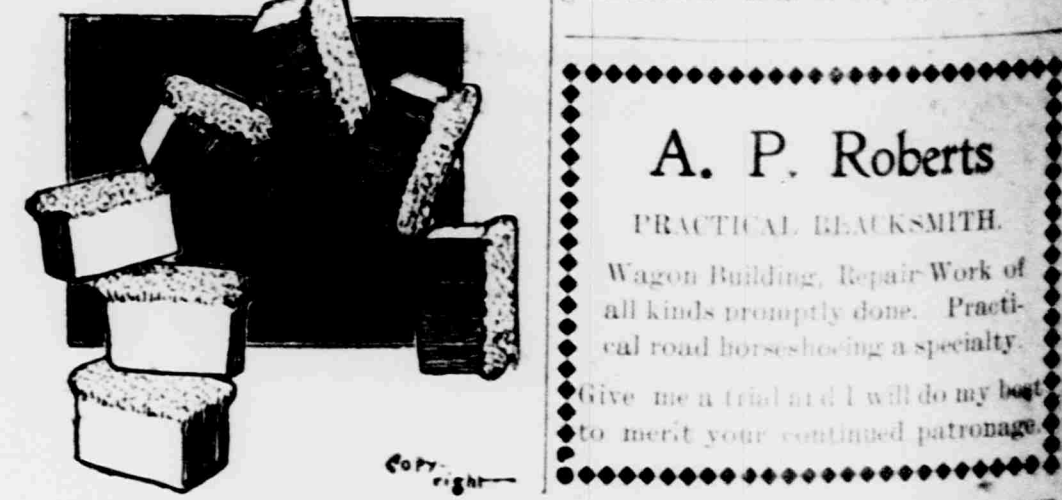 Copy-
right
A. P. Roberts
PRACTICAL BLACKSMITH.
Wagon Building, Repair Work of
all kinds promptly done. Practi-
cal road horseshoeing a specialty.
Give me a trial and I will do my best
to merit your continued patronage.